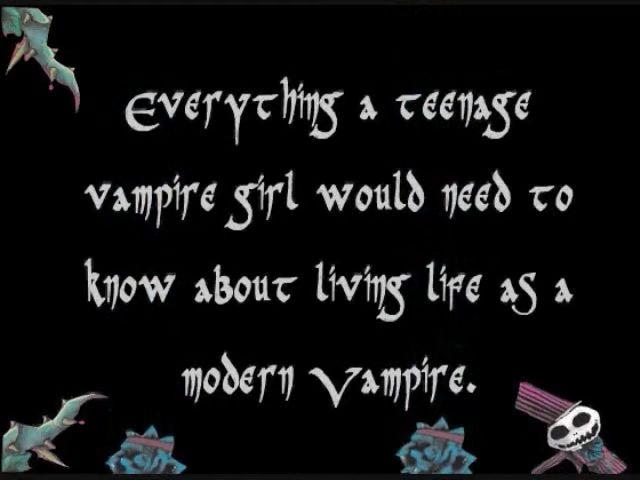 Everything a teenage
vampire girl would need to
know about living life as a
modern Vampire.